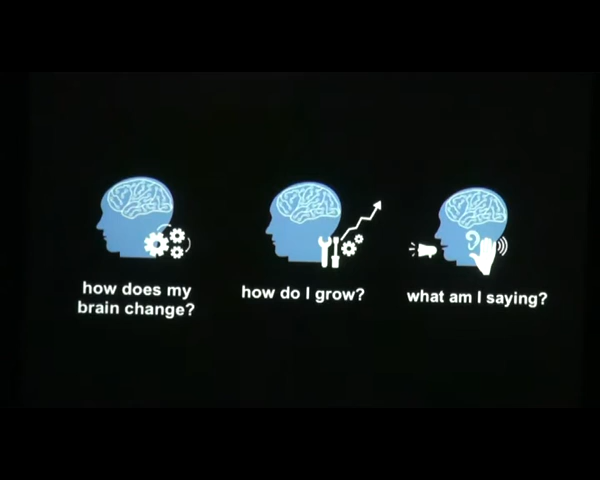 how does my
brain change?
how do I grow?
what am I saying?